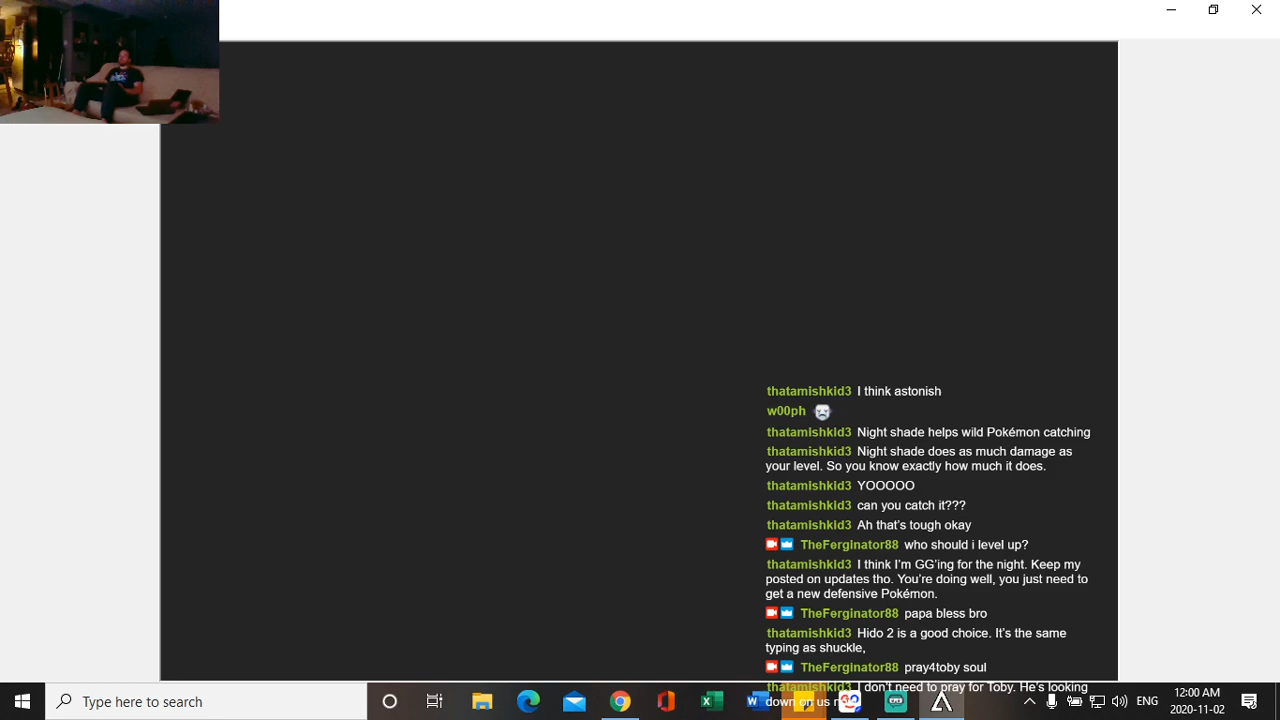 thatamishkid3 I think astonish
w00ph
thatamishkid3 Night shade helps wild Pokémon catching
thatamishkid3 Night shade does as much damage as
your level. So you know exactly how much it does.
thatamishkid3 YOOOOO
thatamishkid3 can you catch it???
thatamishkid3 Ah that's tough okay
TheFerginator88 who should i level up?
thatamishkid3 I think I'm GG'ing for the night. Keep my
posted on updates tho. You're doing well, you just need to
get a new defensive Pokémon.
TheFerginator88 papa bless bro
thatamishkid3 Hido 2 is a good choice. It's the same
typing as shuckle,
TheFerginator88 pray4toby soul
thatamishkid3 I don't need to pray for Toby. He's looking
down on us
Type here to search
ENG
12:00 AM
2020-11-02